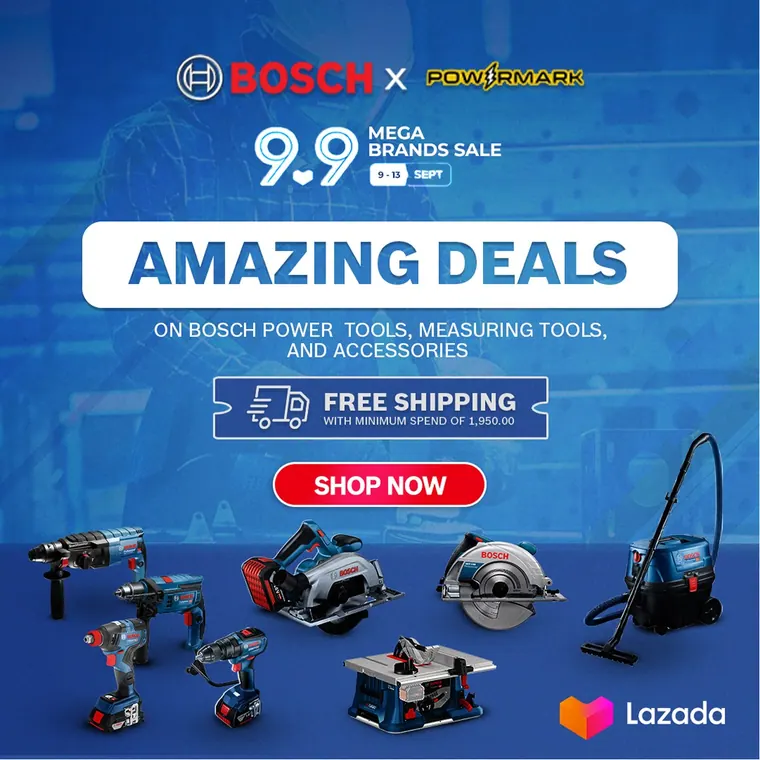 BOSCH X POWERMARK
9.9 MEGA
BRANDS SALE
9 - 13 SEPT
AMAZING DEALS
ON BOSCH POWER TOOLS, MEASURING TOOLS,
AND ACCESSORIES
FREE SHIPPING
WITH MINIMUM SPEND OF 1,950.00
SHOP NOW
BOSCH
BOSCH
BOSCH
Lazada